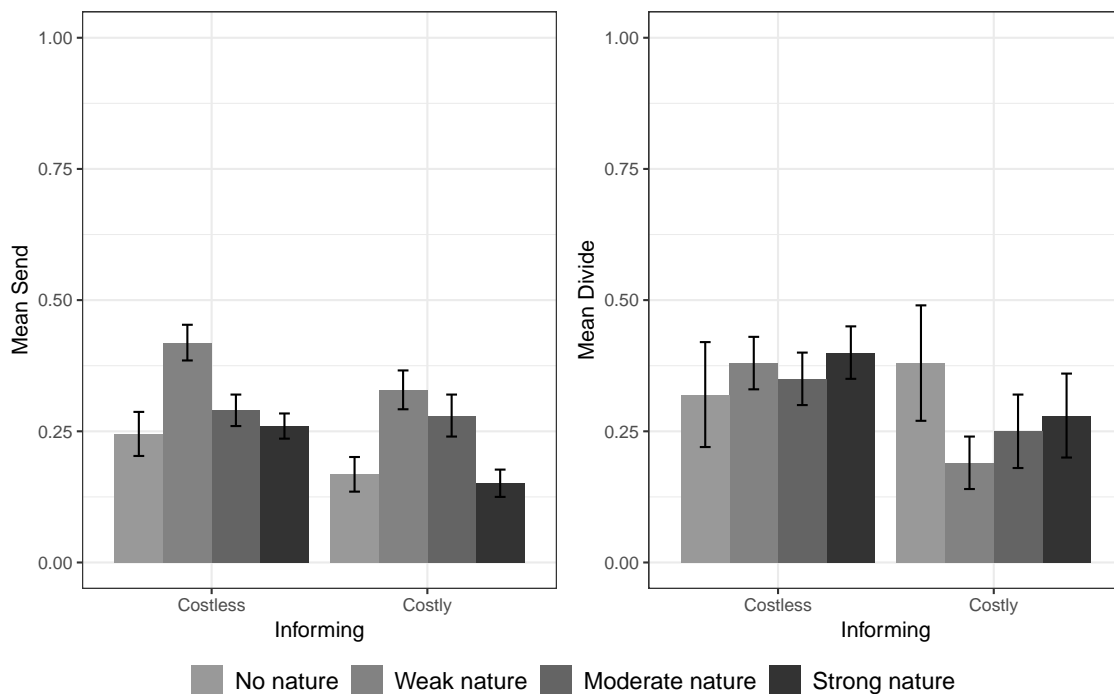 1.00
0.75
0.50
0.25
0.00
Mean Send
Costless
Costly
Informing
1.00
0.75
0.50
0.25
0.00
Mean Divide
Costless
Costly
Informing
No nature
Weak nature
Moderate nature
Strong nature